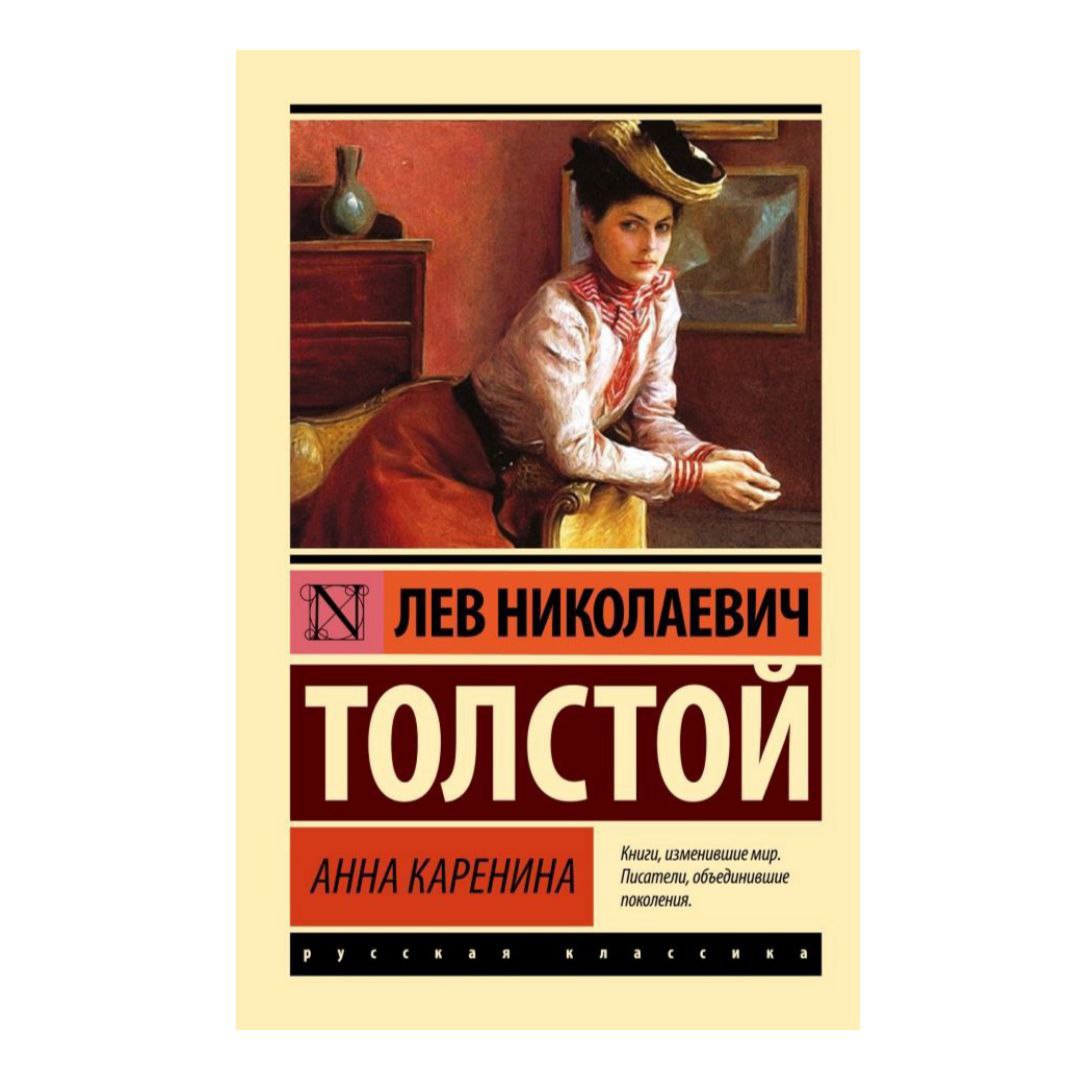 N
ЛЕВ НИКОЛАЕВИЧ
ТОЛСТОЙ
АННА КАРЕНИНА
Книги, изменившие мир.
Писатели, объединившие
поколения.
русская классика